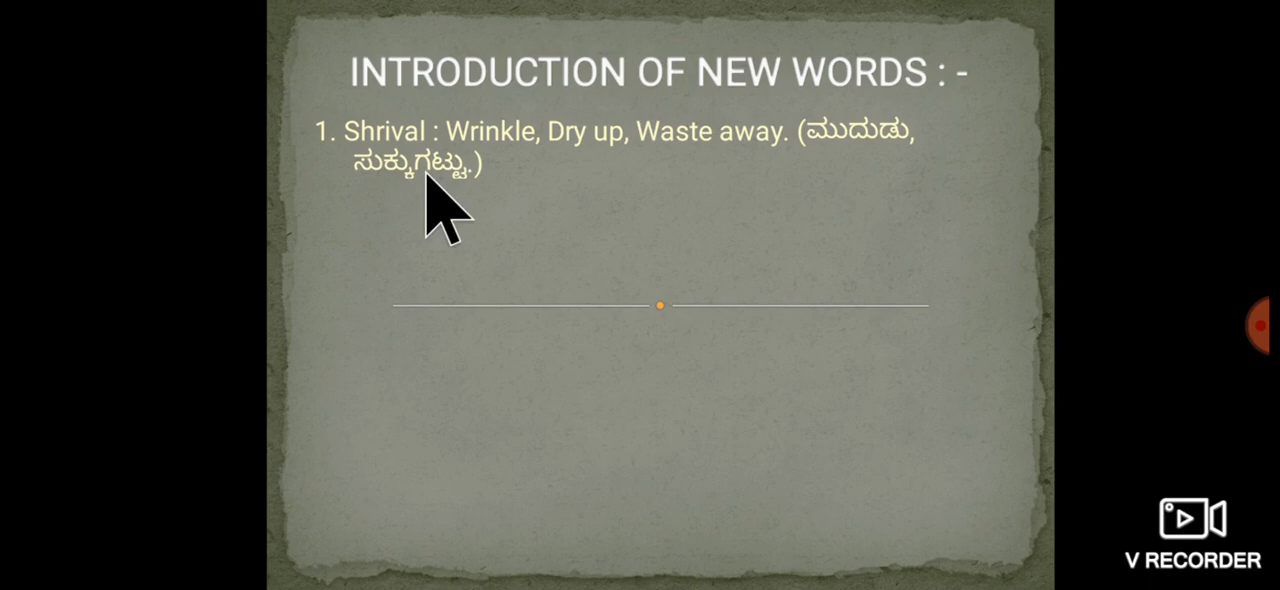 INTRODUCTION OF NEW WORDS : -
1. Shrival : Wrinkle, Dry up, Waste away. (ಮುದುಡು,
ಸುಕ್ಕುಗಟ್ಟು.)
V RECORDER